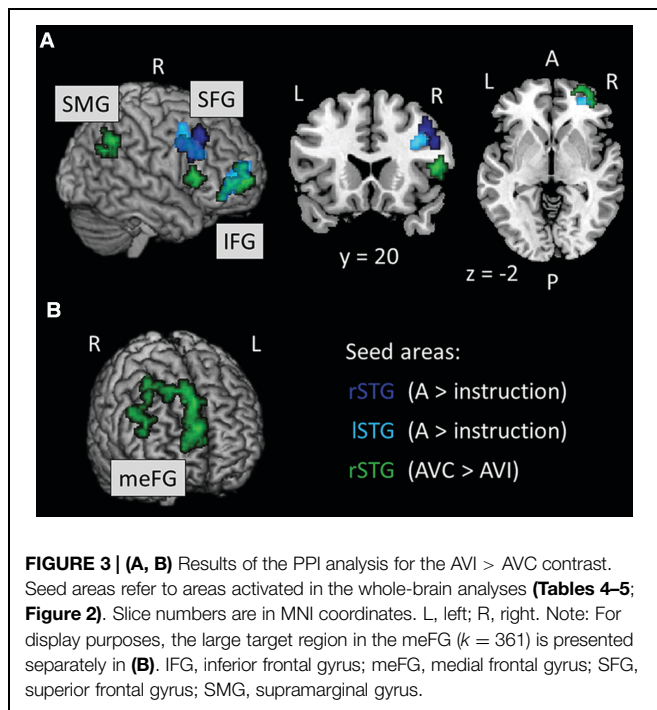 A
R
SMG
SFG
IFG
L
R
y = 20
A
L
R
z = -2
P
B
R
L
meFG
Seed areas:
rSTG (A > instruction)
lSTG (A > instruction)
rSTG (AVC > AVI)
FIGURE 3 | (A, B) Results of the PPI analysis for the AVI > AVC contrast.
Seed areas refer to areas activated in the whole-brain analyses (Tables 4–5;
Figure 2). Slice numbers are in MNI coordinates. L, left; R, right. Note: For
display purposes, the large target region in the meFG (k = 361) is presented
separately in (B). IFG, inferior frontal gyrus; meFG, medial frontal gyrus; SFG,
superior frontal gyrus; SMG, supramarginal gyrus.